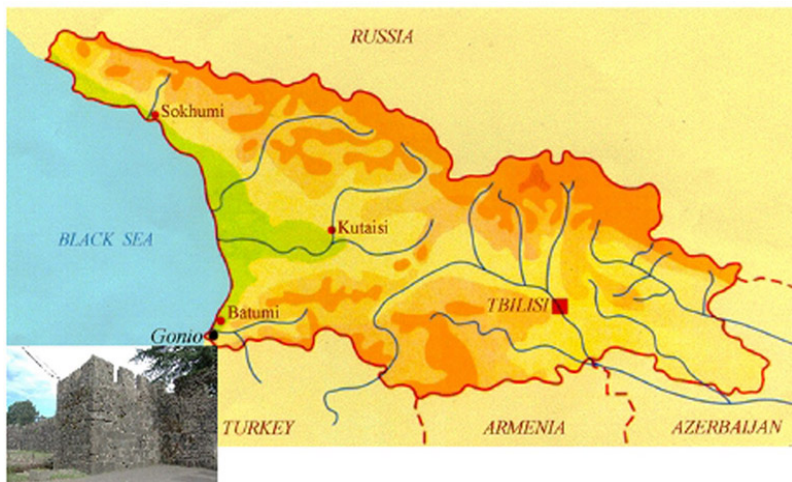 RUSSIA
Sokhumi
Kutaisi
BLACK SEA
TBILISI
Batumi
Gonio
TURKEY
ARMENIA
AZERBAIJAN